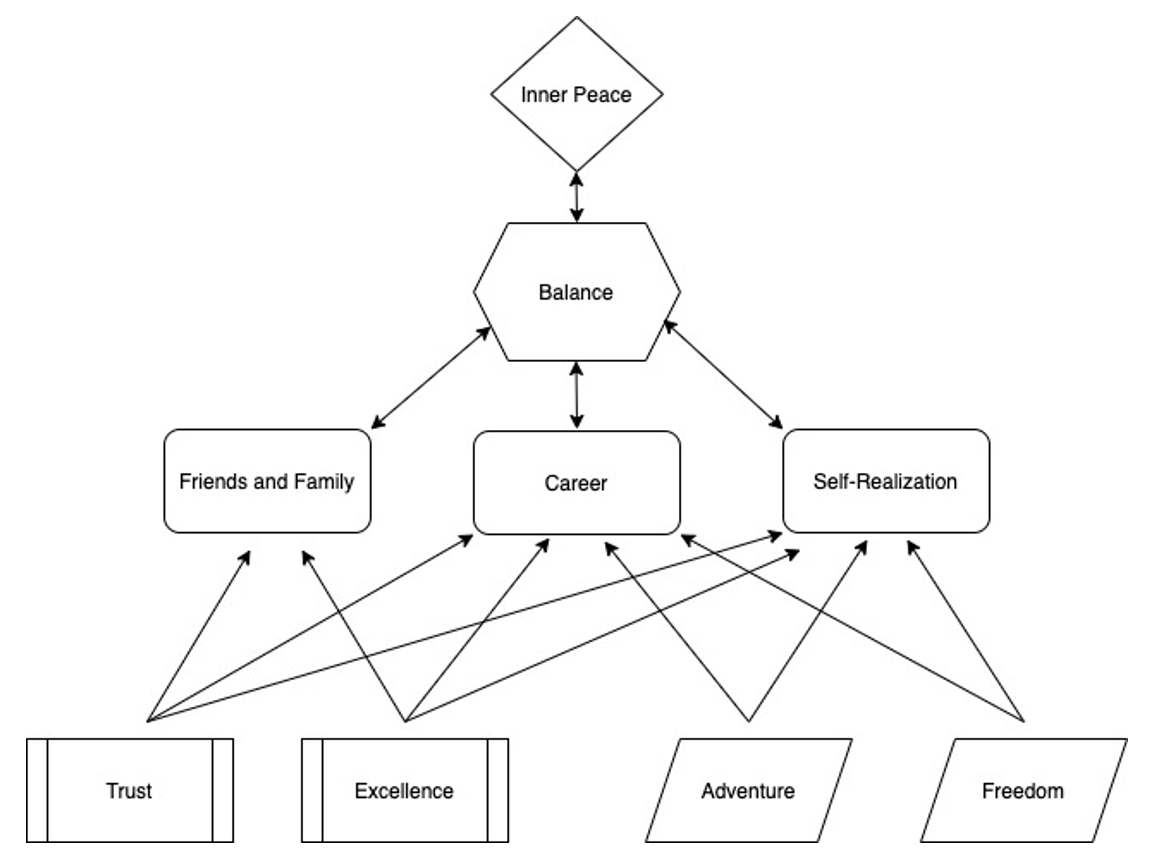 Inner Peace
Balance
Friends and Family
Career
Self-Realization
Trust
Excellence
Adventure
Freedom